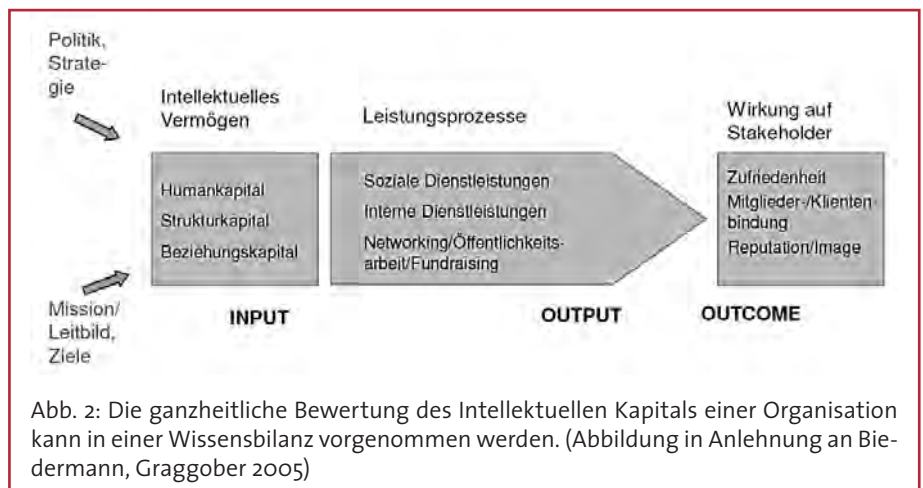 Politik,
Strate-
gie
Intellektuelles
Vermögen
Leistungsprozesse
Wirkung auf
Stakeholder
Humankapital
Strukturkapital
Beziehungskapital
Soziale Dienstleistungen
Interne Dienstleistungen
Networking/Öffentlichkeits-
arbeit/Fundraising
Zufriedenheit
Mitglieder-/Klienten
bindung
Reputation/Image
Mission/
Leitbild,
Ziele
INPUT
OUTPUT
OUTCOME
Abb. 2: Die ganzheitliche Bewertung des Intellektuellen Kapitals einer Organisation
kann in einer Wissensbilanz vorgenommen werden. (Abbildung in Anlehnung an Bie-
dermann, Graggober 2005)